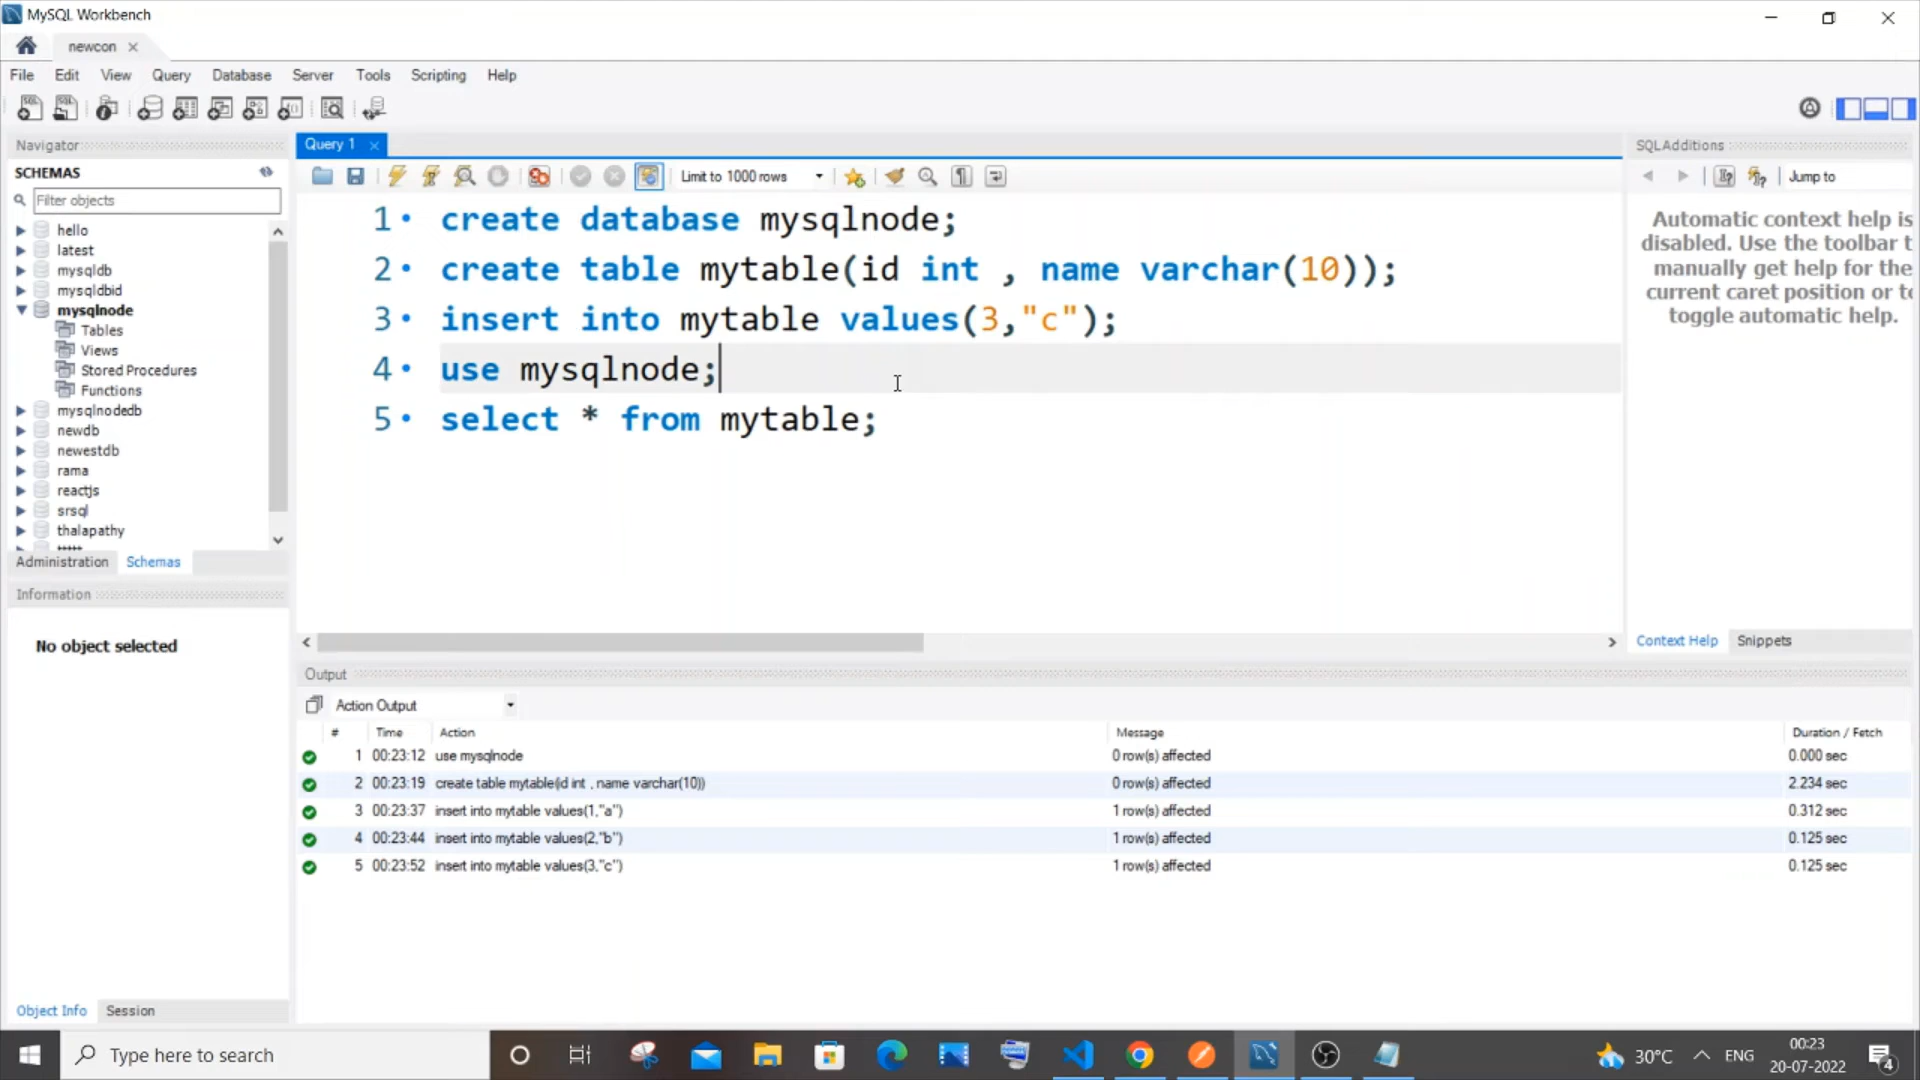 MySQL Workbench
newcon
File Edit View Query Database Server Tools Scripting Help
Navigator
SCHEMAS
Filter objects
hello
latest
mysqldb
mysqldbid
mysqlnode
Tables
Views
Stored Procedures
Functions
mysqlnodedb
newdb
newestdb
rama
reactjs
srsql
thalapathy
Administration Schemas
Information
No object selected
Object Info Session
Query 1
Limit to 1000 rows
1 create database mysqlnode;
2 create table mytable(id int , name varchar(10));
3 insert into mytable values(3,"c");
4 use mysqlnode;
5 select * from mytable;
SQLAdditions
Jump to
Automatic context help is
disabled. Use the toolbar t
manually get help for the
current caret position or to
toggle automatic help.
Context Help Snippets
Output
Action Output
# Time Action Message Duration / Fetch
1 00:23:12 use mysqlnode 0 row(s) affected 0.000 sec
2 00:23:19 create table mytable(id int , name varchar(10)) 0 row(s) affected 2.234 sec
3 00:23:37 insert into mytable values(1,"a") 1 row(s) affected 0.312 sec
4 00:23:44 insert into mytable values(2,"b") 1 row(s) affected 0.125 sec
5 00:23:52 insert into mytable values(3,"c") 1 row(s) affected 0.125 sec
Type here to search
30°C
ENG
00:23
20-07-2022
4